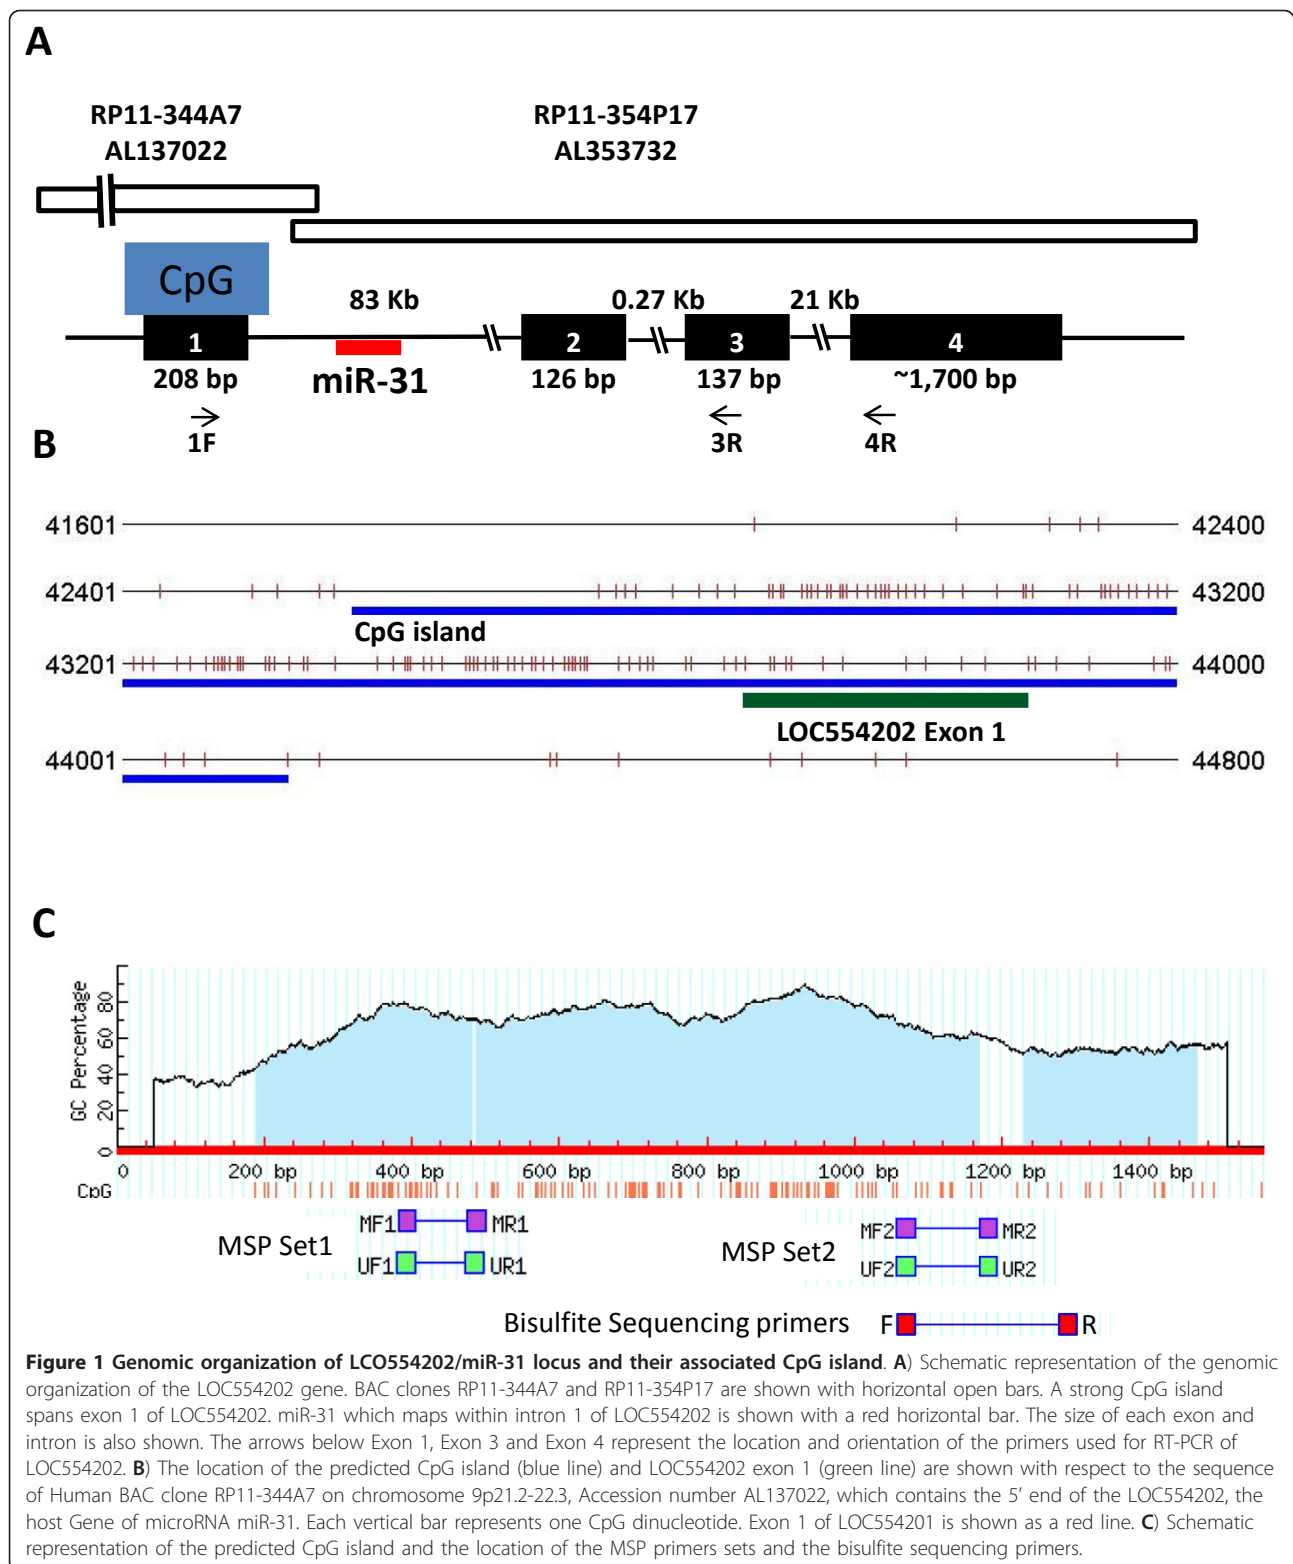 A
RP11-344A7
AL137022
RP11-354P17
AL353732
CpG
83 Kb
0.27 Kb
21 Kb
1
2
3
4
208 bp
miR-31
126 bp
137 bp
~1,700 bp
1F
3R
4R
B
41601
42400
42401
43200
CpG island
43201
44000
LOC554202 Exon 1
44001
44800
C
GC Percentage
0
20
40
60
80
0
200 bp
400 bp
600 bp
800 bp
1000 bp
1200 bp
1400 bp
CpG
MSP Set1
MF1
MR1
UF1
UR1
MSP Set2
MF2
MR2
UF2
UR2
Bisulfite Sequencing primers
F
R
Figure 1 Genomic organization of LCO554202/miR-31 locus and their associated CpG island. A) Schematic representation of the genomic
organization of the LOC554202 gene. BAC clones RP11-344A7 and RP11-354P17 are shown with horizontal open bars. A strong CpG island
spans exon 1 of LOC554202. miR-31 which maps within intron 1 of LOC554202 is shown with a red horizontal bar. The size of each exon and
intron is also shown. The arrows below Exon 1, Exon 3 and Exon 4 represent the location and orientation of the primers used for RT-PCR of
LOC554202. B) The location of the predicted CpG island (blue line) and LOC554202 exon 1 (green line) are shown with respect to the sequence
of Human BAC clone RP11-344A7 on chromosome 9p21.2-22.3, Accession number AL137022, which contains the 5' end of the LOC554202, the
host Gene of microRNA miR-31. Each vertical bar represents one CpG dinucleotide. Exon 1 of LOC554201 is shown as a red line. C) Schematic
representation of the predicted CpG island and the location of the MSP primers sets and the bisulfite sequencing primers.